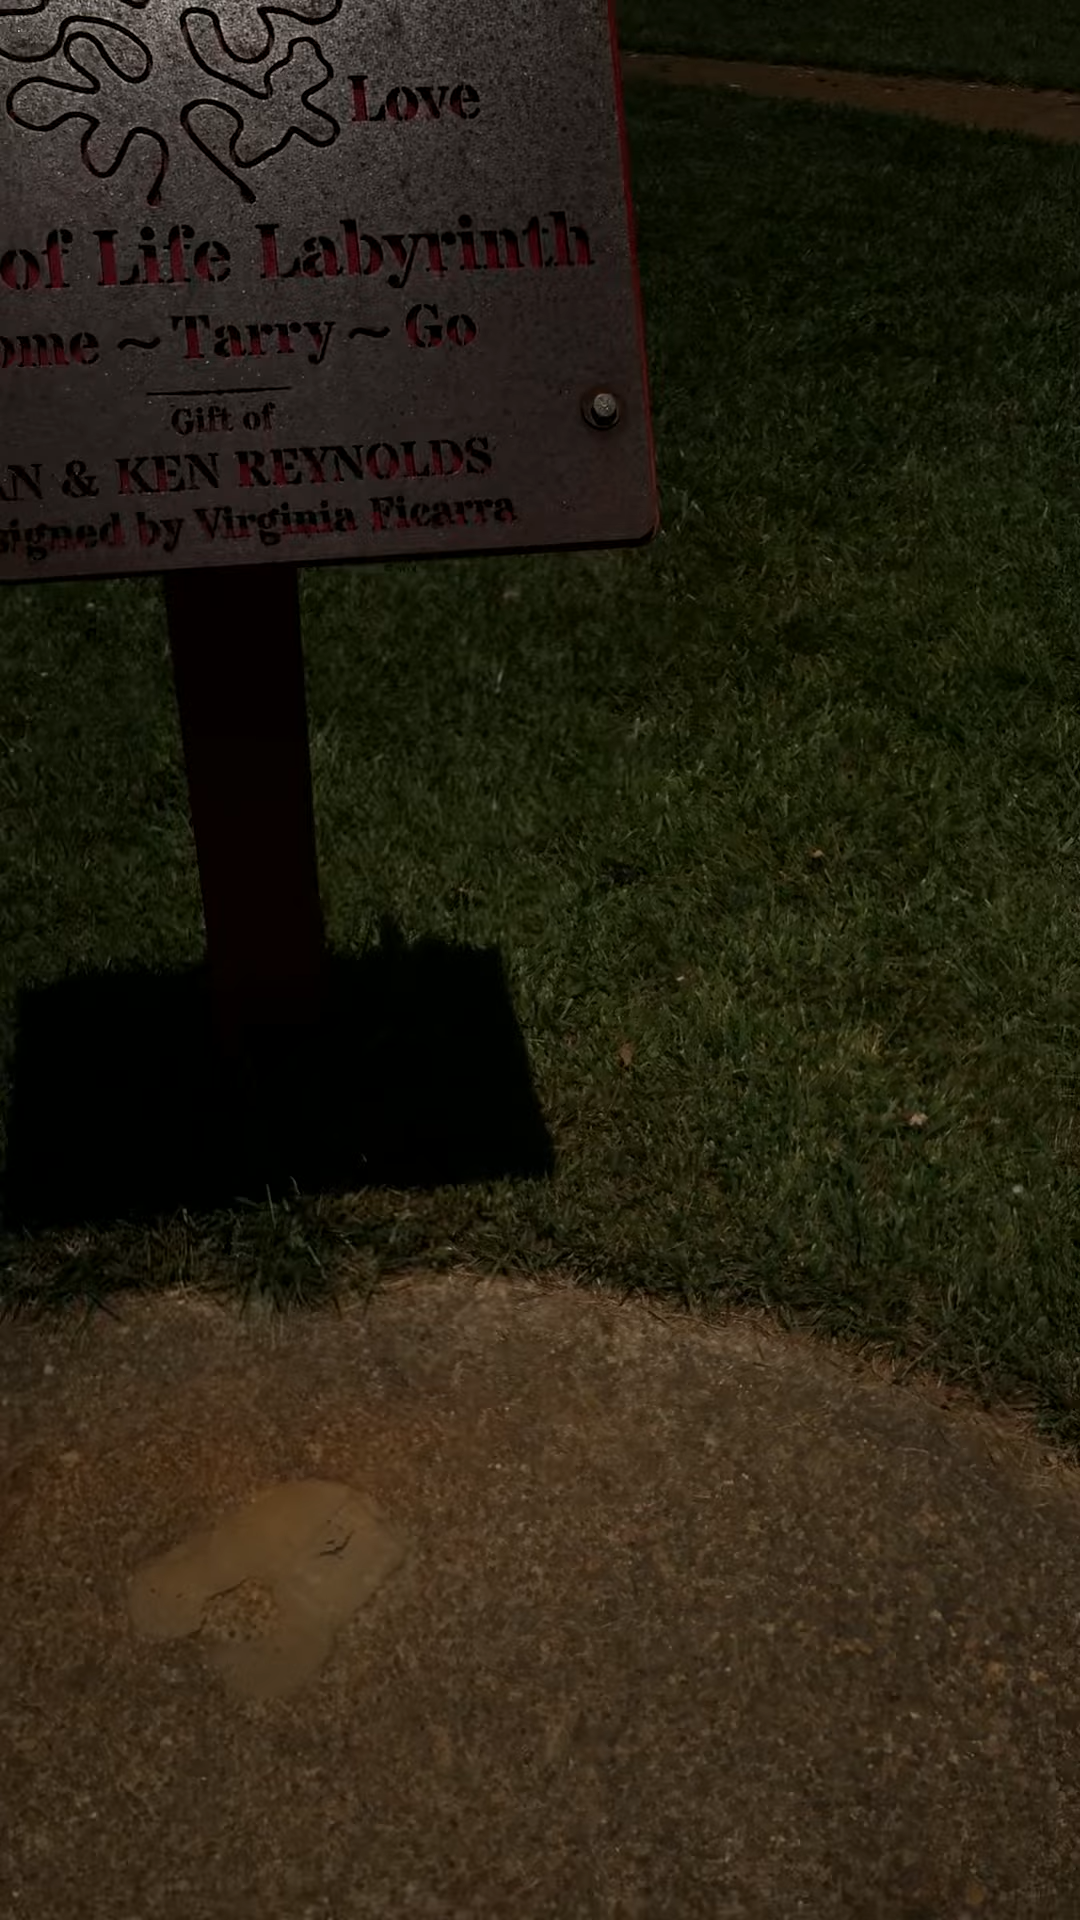 Love
of Life Labyrinth
ome ~ Tarry ~ Go
Gift of
AN & KEN REYNOLDS
signed by Virginia Ficarra